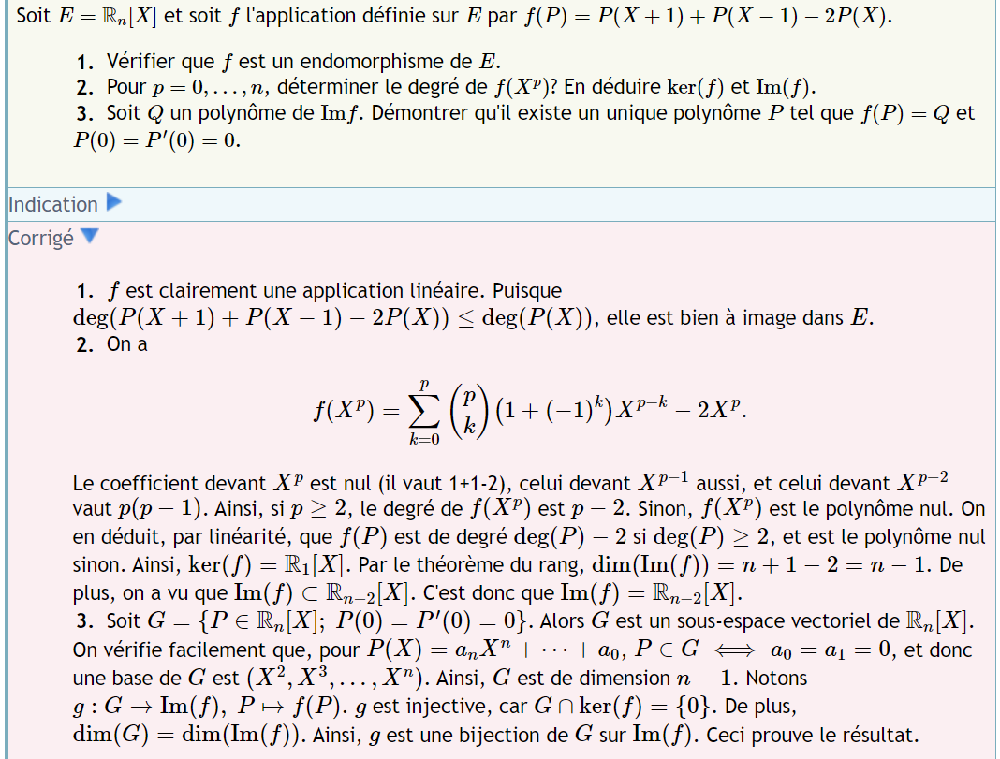 Soit $E = \mathbb{R}_n[X]$ et soit $f$ l'application définie sur $E$ par $f(P) = P(X+1) + P(X-1) - 2P(X)$.
1. Vérifier que $f$ est un endomorphisme de $E$.
2. Pour $p = 0, \dots, n$, déterminer le degré de $f(X^p)$? En déduire $\ker(f)$ et $\mathrm{Im}(f)$.
3. Soit $Q$ un polynôme de $\mathrm{Im} f$. Démontrer qu'il existe un unique polynôme $P$ tel que $f(P) = Q$ et
$P(0) = P'(0) = 0$.
Indication
Corrigé
1. $f$ est clairement une application linéaire. Puisque
$\deg(P(X+1) + P(X-1) - 2P(X)) \leq \deg(P(X))$, elle est bien à image dans $E$.
2. On a
$f(X^p) = \sum_{k=0}^{p} \binom{p}{k} \left(1 + (-1)^k\right) X^{p-k} - 2X^p.$
Le coefficient devant $X^p$ est nul (il vaut 1+1-2), celui devant $X^{p-1}$ aussi, et celui devant $X^{p-2}$
vaut $p(p-1)$. Ainsi, si $p \geq 2$, le degré de $f(X^p)$ est $p-2$. Sinon, $f(X^p)$ est le polynôme nul. On
en déduit, par linéarité, que $f(P)$ est de degré $\deg(P) - 2$ si $\deg(P) \geq 2$, et est le polynôme nul
sinon. Ainsi, $\ker(f) = \mathbb{R}_1[X]$. Par le théorème du rang, $\dim(\mathrm{Im}(f)) = n + 1 - 2 = n - 1$. De
plus, on a vu que $\mathrm{Im}(f) \subset \mathbb{R}_{n-2}[X]$. C'est donc que $\mathrm{Im}(f) = \mathbb{R}_{n-2}[X]$.
3. Soit $G = \{P \in \mathbb{R}_n[X];\ P(0) = P'(0) = 0\}$. Alors $G$ est un sous-espace vectoriel de $\mathbb{R}_n[X]$.
On vérifie facilement que, pour $P(X) = a_n X^n + \cdots + a_0$, $P \in G \iff a_0 = a_1 = 0$, et donc
une base de $G$ est $(X^2, X^3, \dots, X^n)$. Ainsi, $G$ est de dimension $n - 1$. Notons
$g : G \to \mathrm{Im}(f),\ P \mapsto f(P)$. $g$ est injective, car $G \cap \ker(f) = \{0\}$. De plus,
$\dim(G) = \dim(\mathrm{Im}(f))$. Ainsi, $g$ est une bijection de $G$ sur $\mathrm{Im}(f)$. Ceci prouve le résultat.